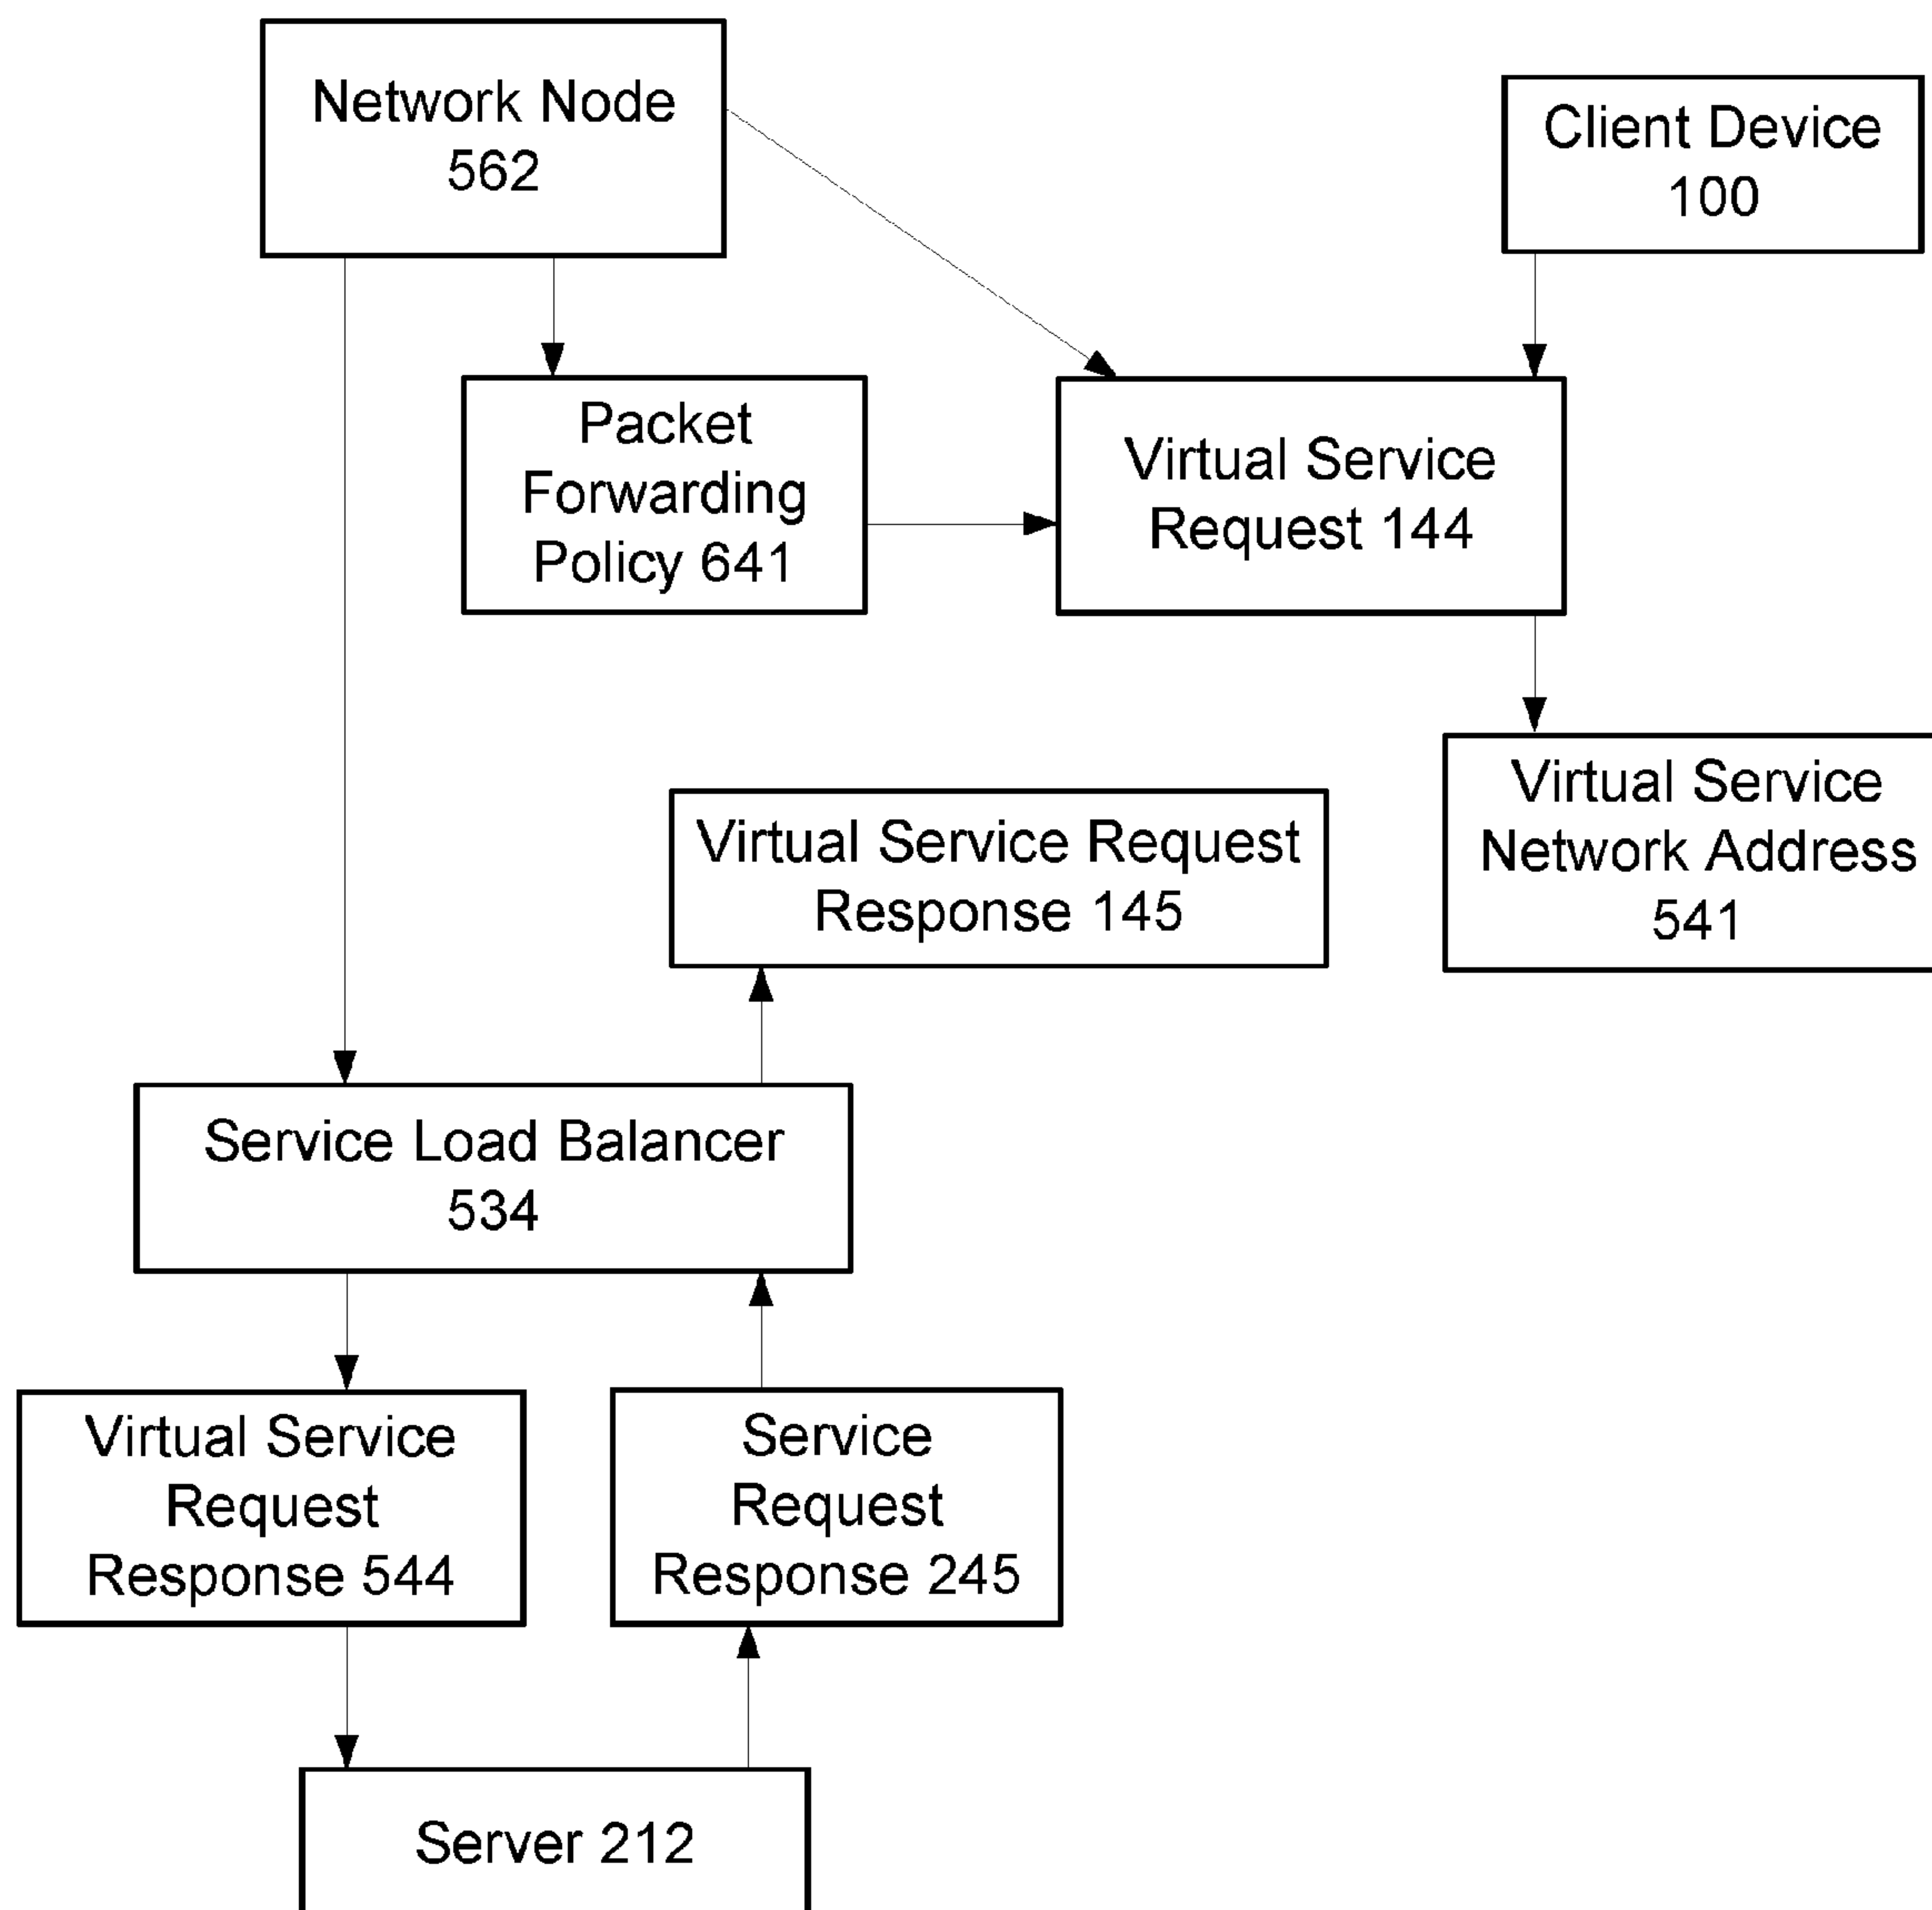 Network Node
562
Client Device
100
Packet
Forwarding
Policy 641
Virtual Service
Request 144
Virtual Service
Network Address
541
Virtual Service Request
Response 145
Service Load Balancer
534
Virtual Service
Request
Response 544
Service
Request
Response 245
Server 212